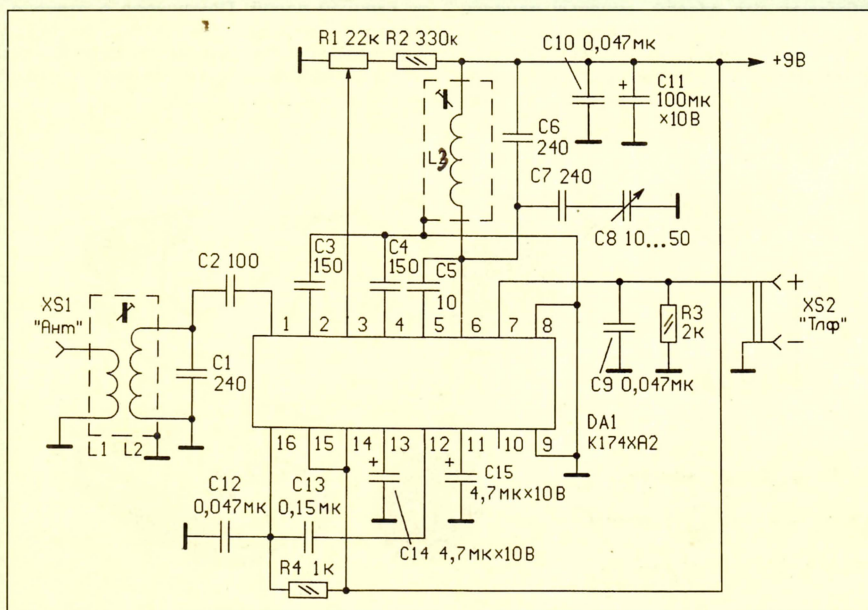 R1 22к R2 330к
C10 0,047мк
+9В
+ C11
100мк
×10В
C6
240
L3
C7 240
C8 10...50
C3
150
C4
150
C5
10
C2 100
XS1
"Ант"
C1
240
L1 L2
1 2 3 4 5 6 7 8
16 15 14 13 12 11 10 9
R3
2к
+
XS2
"Тлф"
–
C9 0,047мк
DA1
К174ХА2
C12
0,047мк
C13
0,15мк
+
+ C15
4,7мк×10В
C14 4,7мк×10В
R4 1к